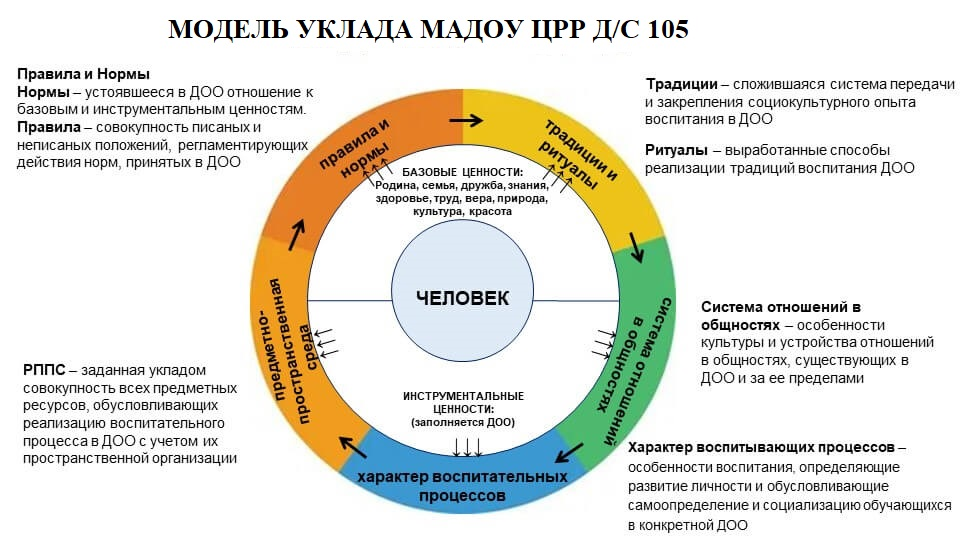 МОДЕЛЬ УКЛАДА МАДОУ ЦРР Д/С 105
Правила и Нормы
Нормы – устоявшееся в ДОО отношение к
базовым и инструментальным ценностям.
Правила – совокупность писаных и
неписаных положений, регламентирующих
действия норм, принятых в ДОО
Традиции – сложившаяся система передачи
и закрепления социокультурного опыта
воспитания в ДОО
Ритуалы – выработанные способы
реализации традиций воспитания ДОО
правила и
нормы
традиции и
ритуалы
БАЗОВЫЕ ЦЕННОСТИ:
Родина, семья, дружба, знания,
здоровье, труд, вера, природа,
культура, красота
ЧЕЛОВЕК
предметно-
пространственная
среда
система отношений
в общностях
Система отношений в
общностях – особенности
культуры и устройства отношений
в общностях, существующих в
ДОО и за ее пределами
РППС – заданная укладом
совокупность всех предметных
ресурсов, обусловливающих
реализацию воспитательного
процесса в ДОО с учетом их
пространственной организации
ИНСТРУМЕНТАЛЬНЫЕ
ЦЕННОСТИ:
(заполняется ДОО)
характер воспитательных
процессов
Характер воспитывающих процессов –
особенности воспитания, определяющие
развитие личности и обусловливающие
самоопределение и социализацию обучающихся
в конкретной ДОО